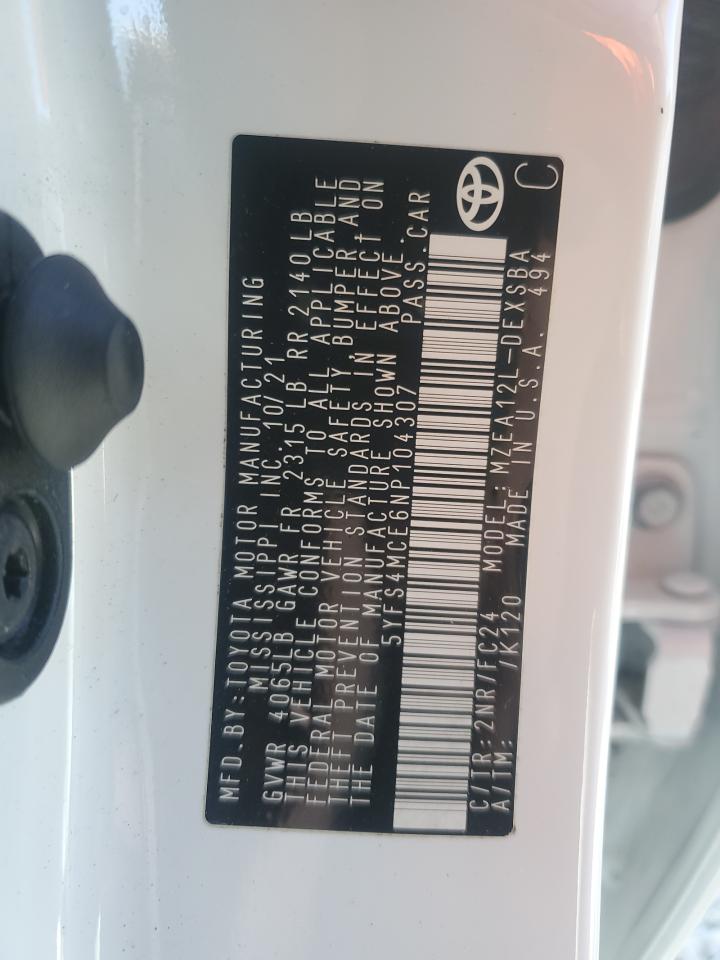 MFD.BY:TOYOTA MOTOR MANUFACTURING
MISSISSIPPI INC. 10/21
GVWR 4065LB GAWR FR 2315 LB RR 2140LB
THIS VEHICLE CONFORMS TO ALL APPLICABLE
FEDERAL MOTOR VEHICLE SAFETY BUMPER AND
THEFT PREVENTION STANDARDS IN EFFECT ON
THE DATE OF MANUFACTURE SHOWN ABOVE.
5YFS4MCE6NP104307 PASS.CAR
C/TR:2NR/FC24 MODEL:MZEA12L-DEXSBA
A/TM: /K120 MADE IN U.S.A. 494
C